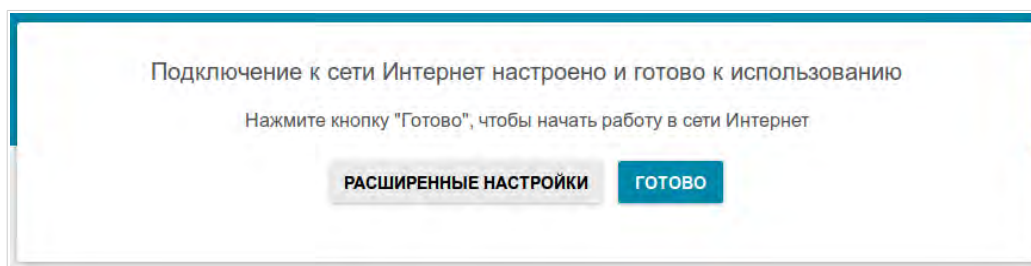 Подключение к сети Интернет настроено и готово к использованию
Нажмите кнопку "Готово", чтобы начать работу в сети Интернет
РАСШИРЕННЫЕ НАСТРОЙКИ ГОТОВО